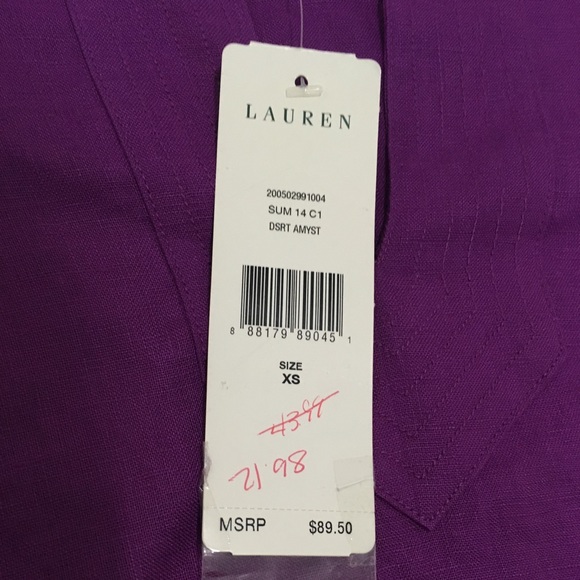 LAUREN
200502991004
SUM 14 C1
DSRT AMYST
8 88179 89045 1
SIZE
XS
43.99
21.98
MSRP $89.50